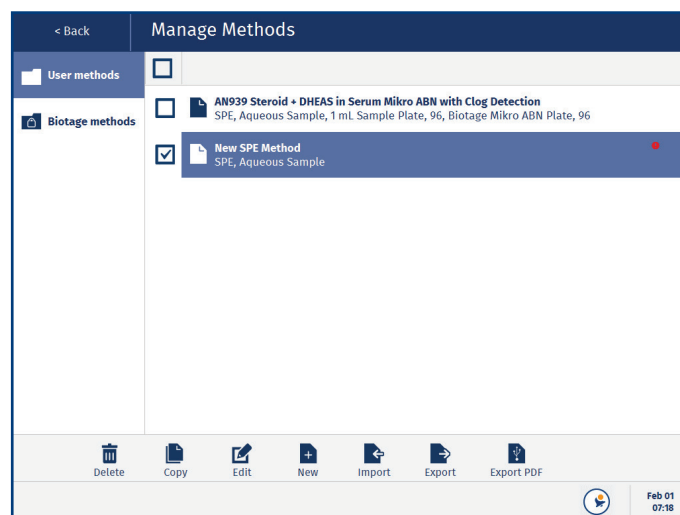 < Back
Manage Methods
User methods
Biotage methods
AN939 Steroid + DHEAS in Serum Mikro ABN with Clog Detection
SPE, Aqueous Sample, 1 mL Sample Plate, 96, Biotage Mikro ABN Plate, 96
New SPE Method
SPE, Aqueous Sample
Delete
Copy
Edit
New
Import
Export
Export PDF
Feb 01
07:18